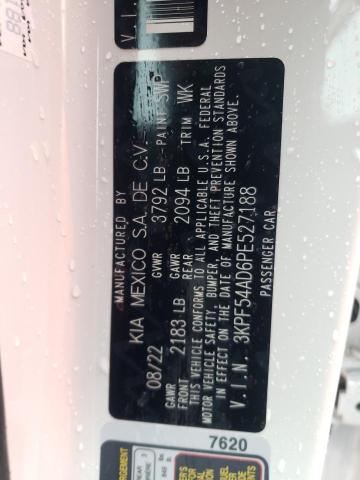 MANUFACTURED BY
KIA MEXICO S.A. DE C.V.
08/22 GVWR 3792 LB PAINT SWP
GAWR FRONT 2183 LB GAWR REAR 2094 LB TRIM WK
THIS VEHICLE CONFORMS TO ALL APPLICABLE U.S.A. FEDERAL
MOTOR VEHICLE SAFETY, BUMPER, AND THEFT PREVENTION STANDARDS
IN EFFECT ON THE DATE OF MANUFACTURE SHOWN ABOVE.
V.I.N. 3KPF54AD6PE527188
PASSENGER CAR
7620
V.I.